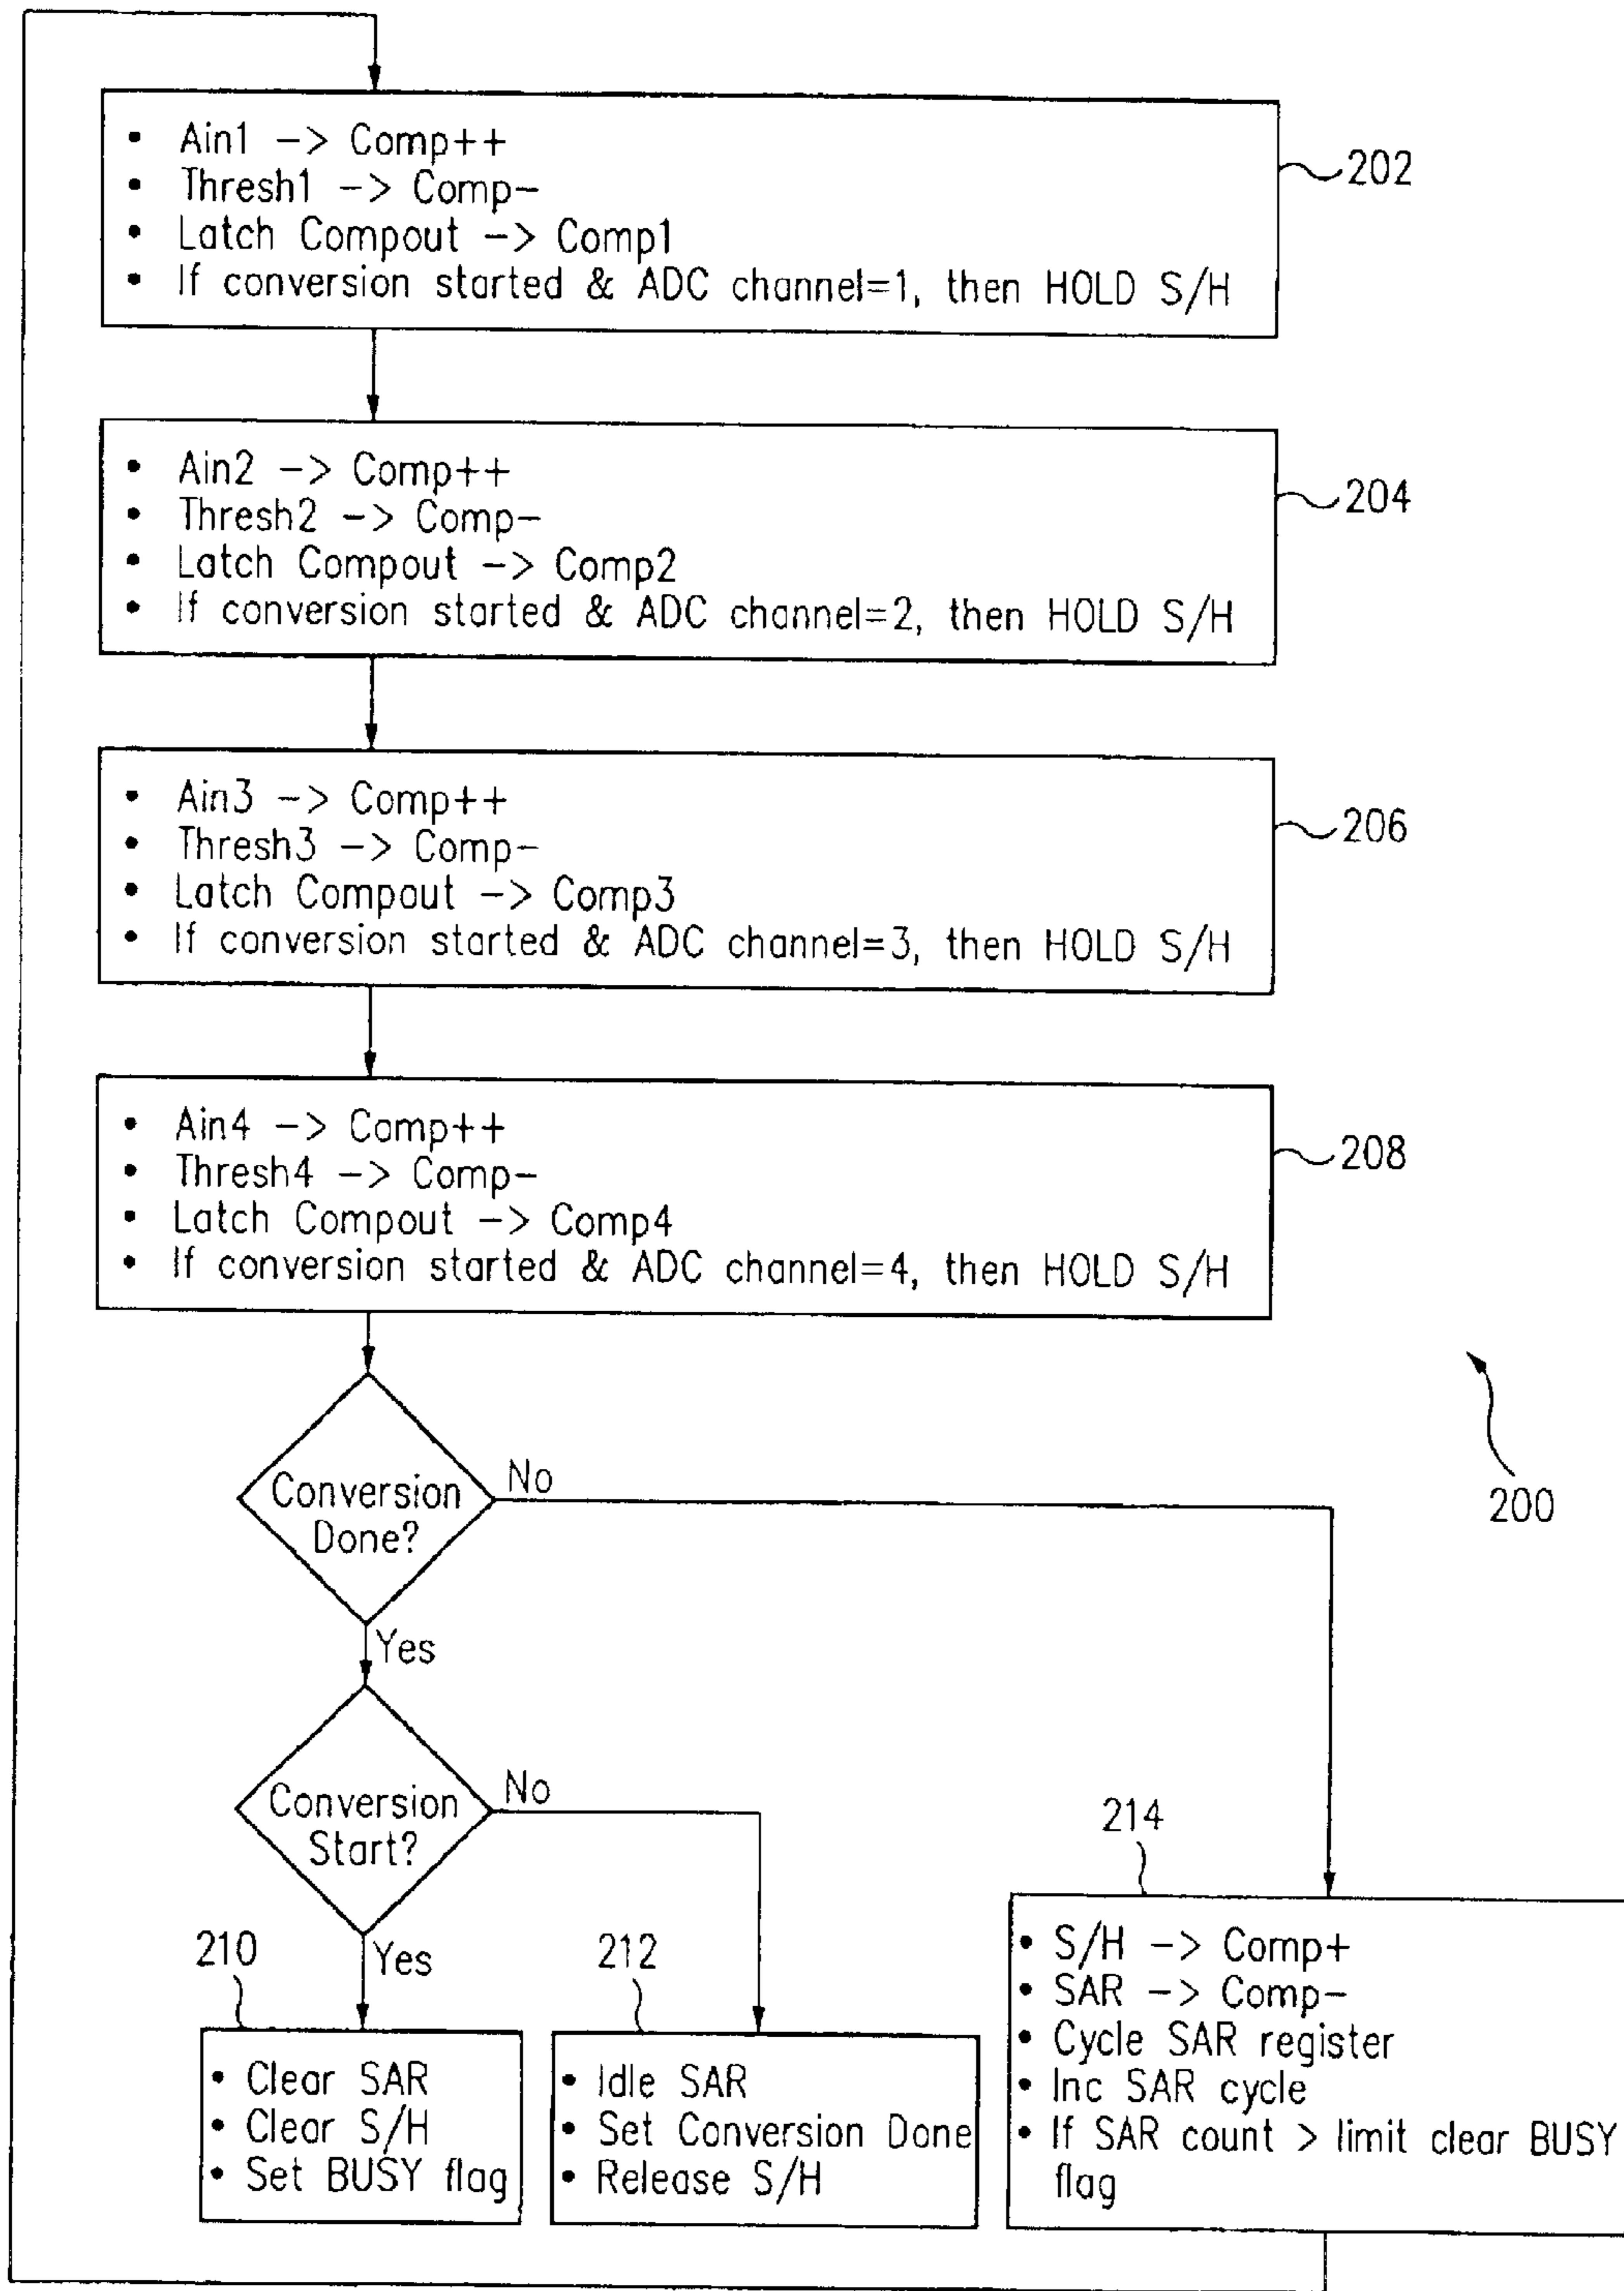 • Ain1 -> Comp++
• Thresh1 -> Comp-
• Latch Compout -> Comp1
• If conversion started & ADC channel=1, then HOLD S/H
202
• Ain2 -> Comp++
• Thresh2 -> Comp-
• Latch Compout -> Comp2
• If conversion started & ADC channel=2, then HOLD S/H
204
• Ain3 -> Comp++
• Thresh3 -> Comp-
• Latch Compout -> Comp3
• If conversion started & ADC channel=3, then HOLD S/H
206
• Ain4 -> Comp++
• Thresh4 -> Comp-
• Latch Compout -> Comp4
• If conversion started & ADC channel=4, then HOLD S/H
208
200
Conversion
Done?
No
Yes
Conversion
Start?
No
Yes
210
• Clear SAR
• Clear S/H
• Set BUSY flag
212
• Idle SAR
• Set Conversion Done
• Release S/H
214
• S/H -> Comp+
• SAR -> Comp-
• Cycle SAR register
• Inc SAR cycle
• If SAR count > limit clear BUSY
flag